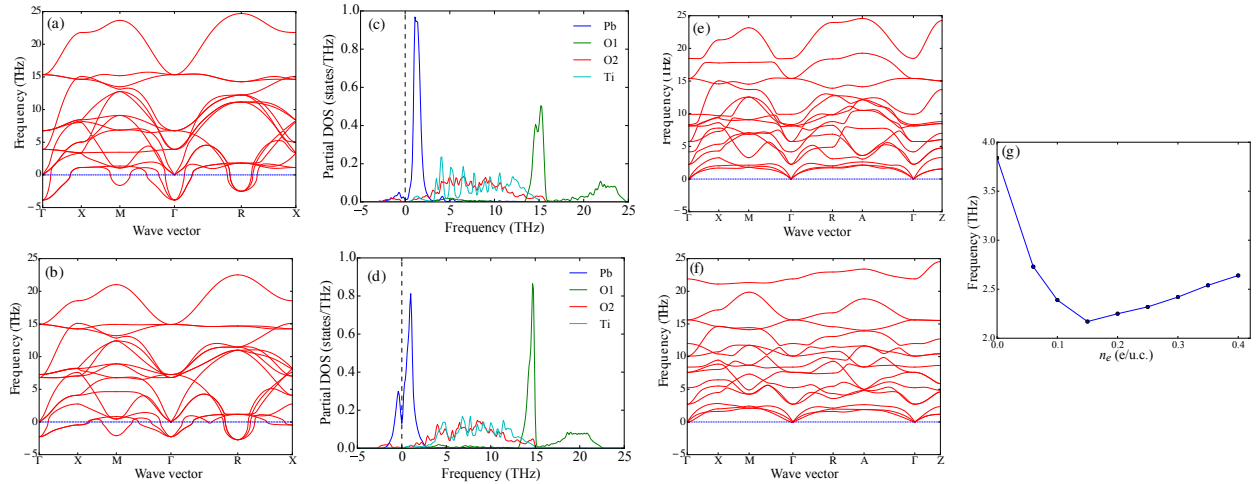 (a)
Frequency (THz)
25
20
15
10
5
0
−5
Γ X M Γ R X
Wave vector
(b)
Frequency (THz)
25
20
15
10
5
0
−5
Γ X M Γ R X
Wave vector
(c)
Partial DOS (states/THz)
1.0
0.8
0.6
0.4
0.2
0.0
Pb
O1
O2
Ti
−5 0 5 10 15 20 25
Frequency (THz)
(d)
Partial DOS (states/THz)
1.0
0.8
0.6
0.4
0.2
0.0
Pb
O1
O2
Ti
−5 0 5 10 15 20 25
Frequency (THz)
(e)
Frequency (THz)
25
20
15
10
5
0
−5
Γ X M Γ R A Γ Z
Wave vector
(f)
Frequency (THz)
25
20
15
10
5
0
−5
Γ X M Γ R A Γ Z
Wave vector
(g)
Frequency (THz)
4.0
3.5
3.0
2.5
2.0
0.0 0.1 0.2 0.3 0.4
nₑ (e/u.c.)